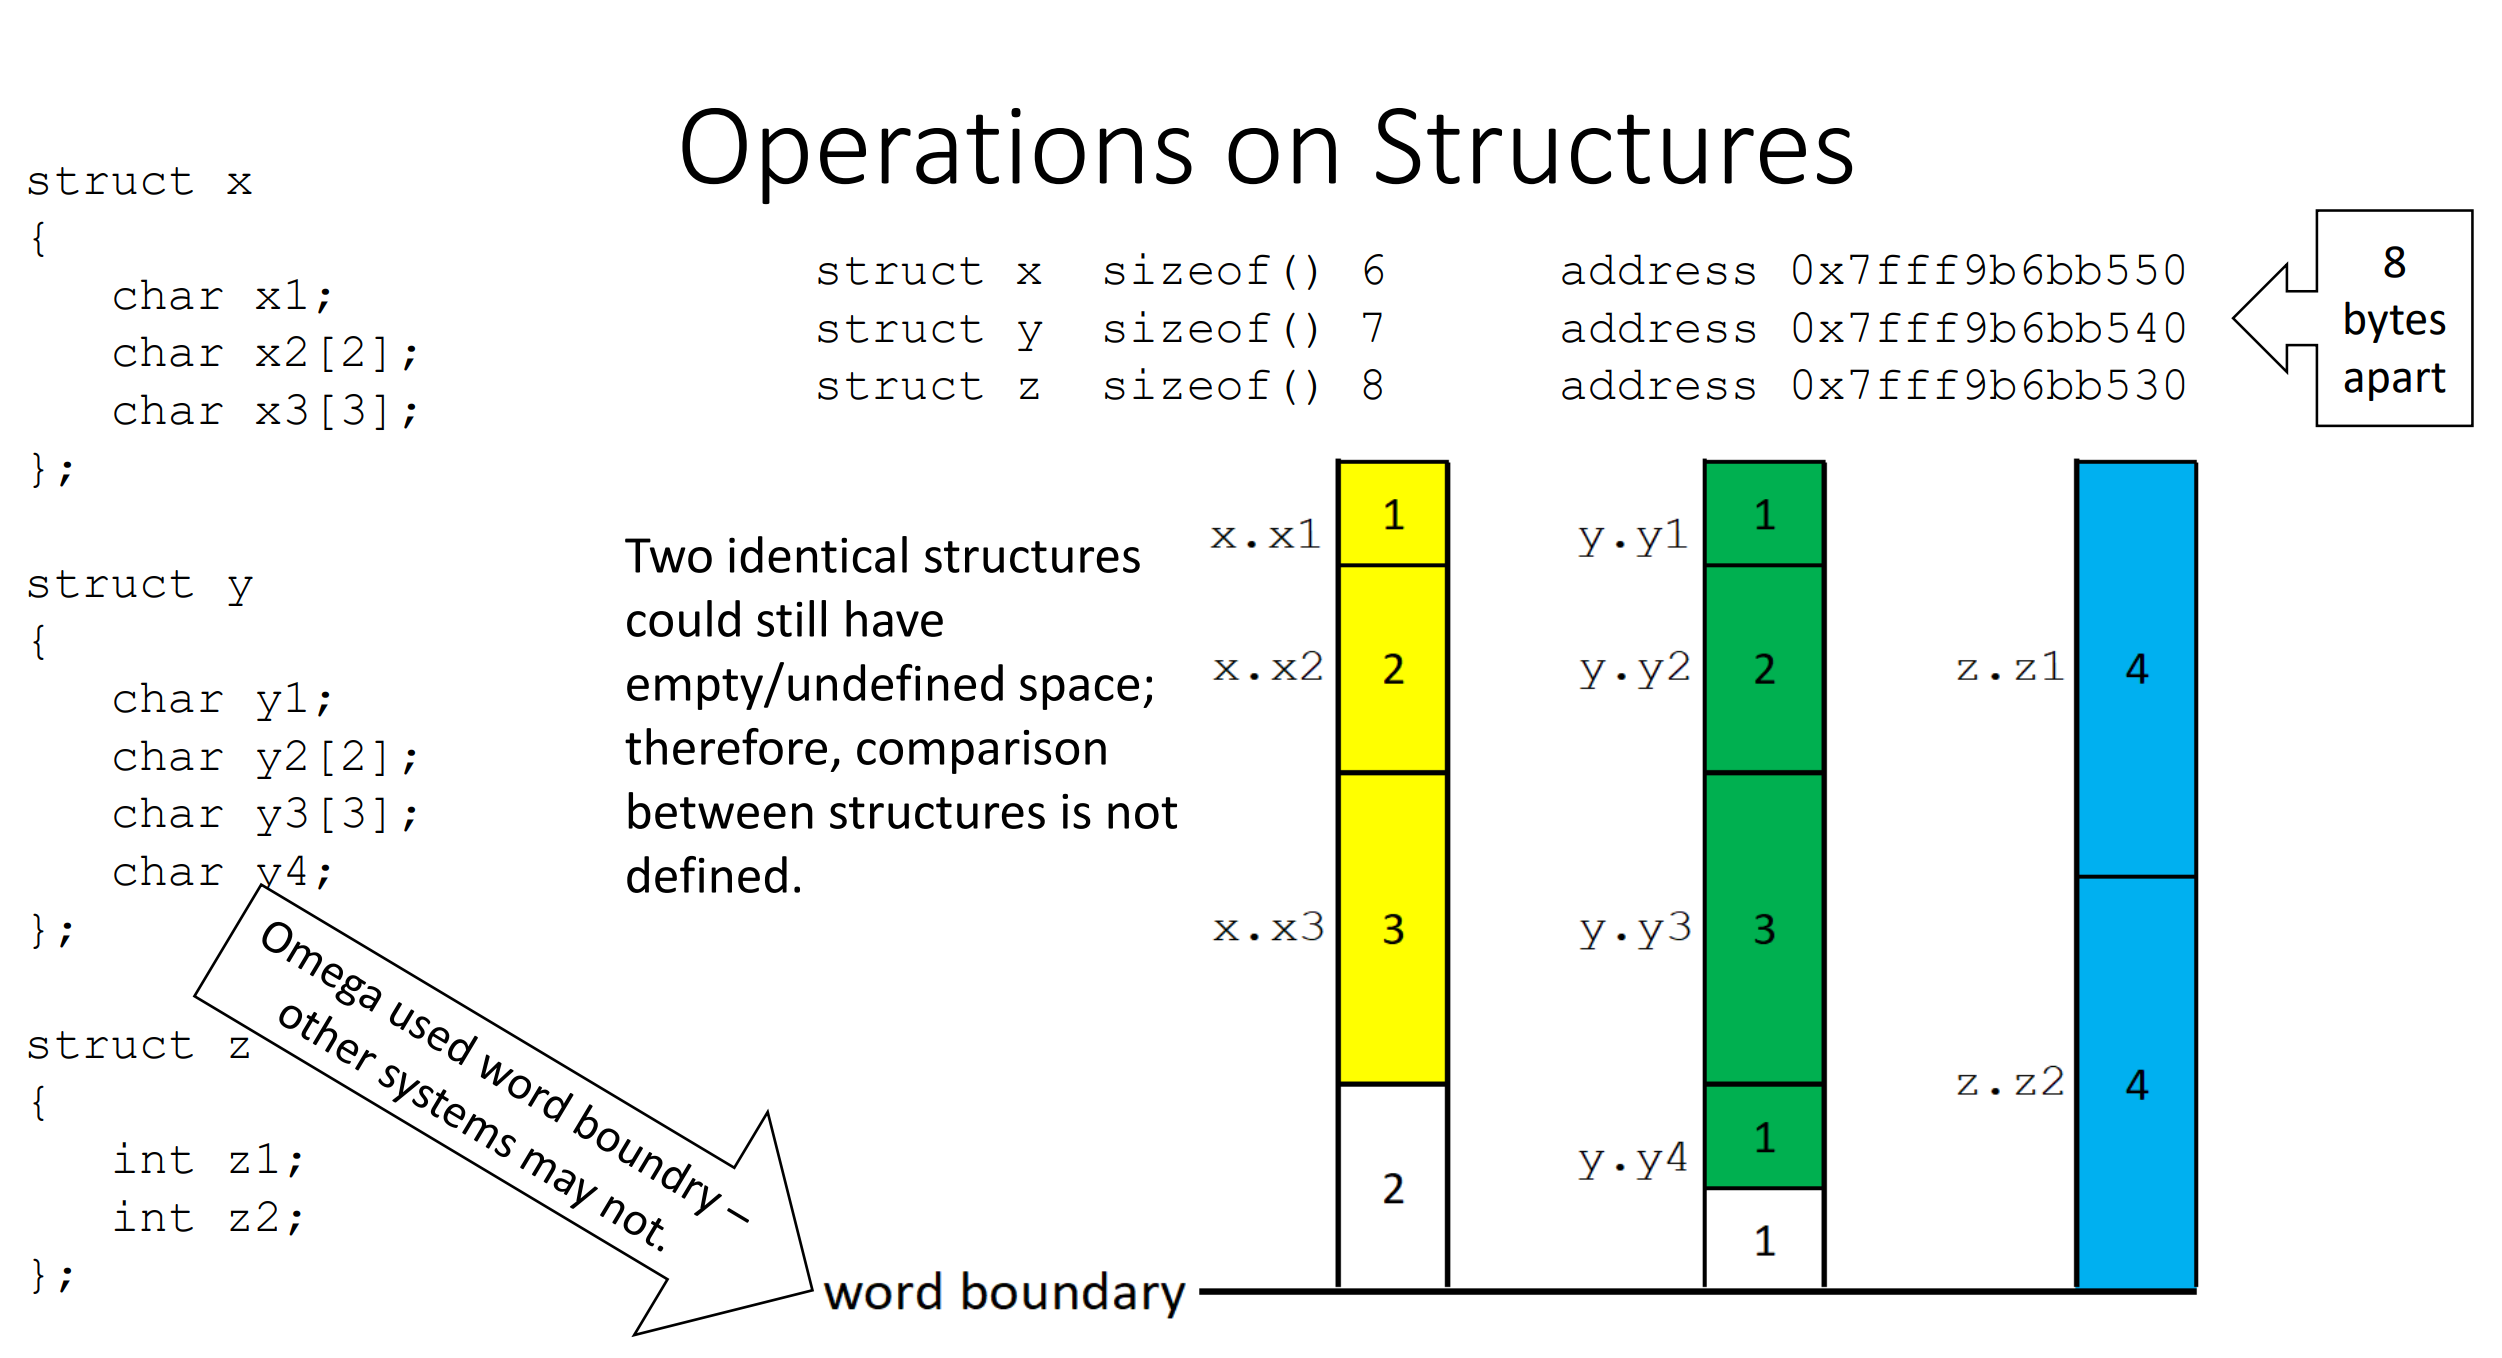 Operations on Structures
struct x
{
char x1;
char x2[2];
char x3[3];
};
struct y
{
char y1;
char y2[2];
char y3[3];
char y4;
};
struct z
{
int z1;
int z2;
};
struct x sizeof() 6 address 0x7fff9b6bb550
struct y sizeof() 7 address 0x7fff9b6bb540
struct z sizeof() 8 address 0x7fff9b6bb530
8
bytes
apart
Two identical structures
could still have
empty/undefined space;
therefore, comparison
between structures is not
defined.
Omega used word boundry –
other systems may not.
x.x1 1
x.x2 2
x.x3 3
2
y.y1 1
y.y2 2
y.y3 3
y.y4 1
1
z.z1 4
z.z2 4
word boundary